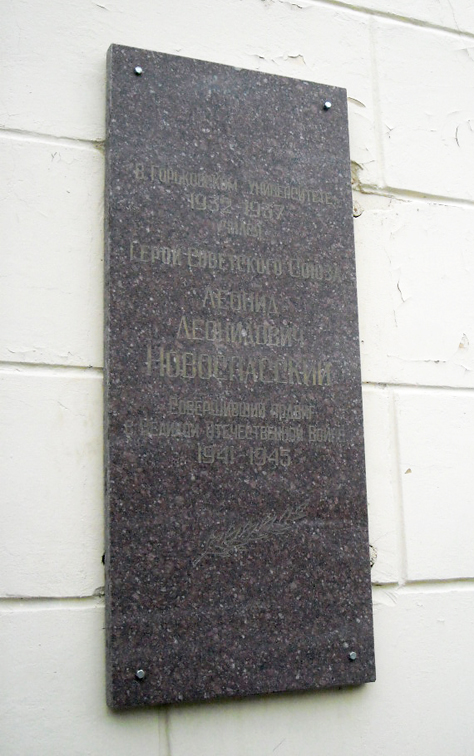 В Горьковском университете
1932-1937
учился
Герой Советского Союза
Леонид
Леонидович
Новоспасский
совершивший подвиг
в Великой Отечественной войне
1941-1945